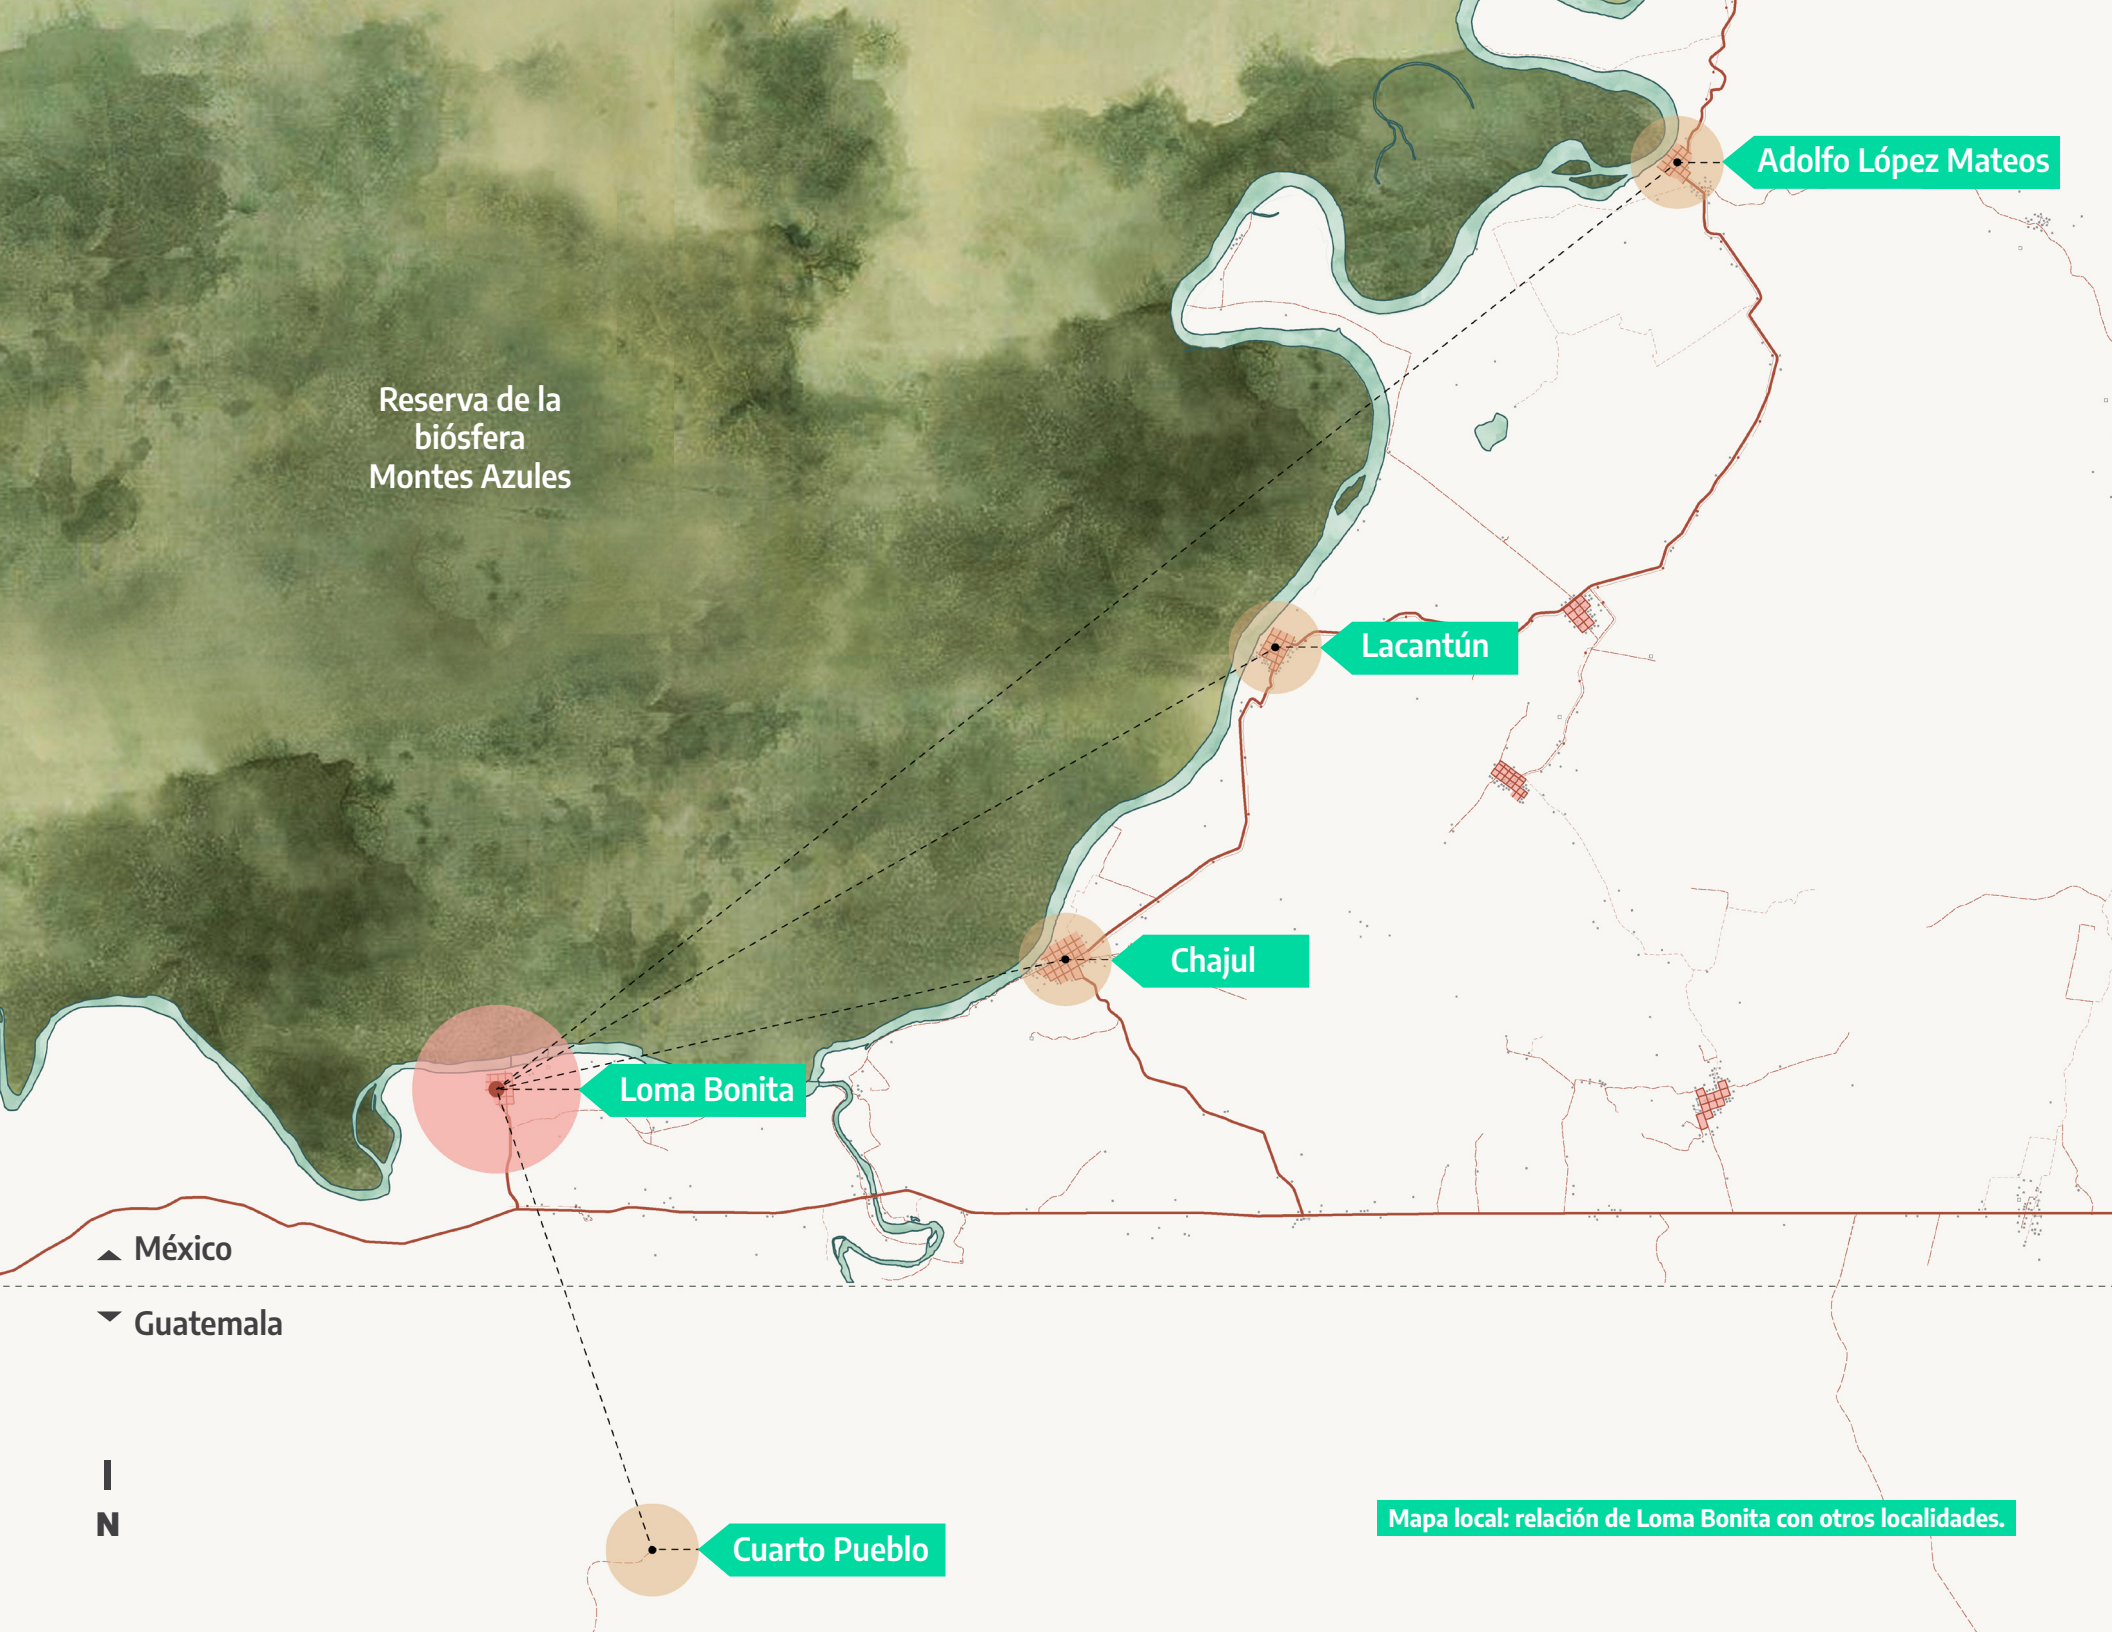 Adolfo López Mateos
Reserva de la
biósfera
Montes Azules
Lacantún
Chajul
Loma Bonita
México
Guatemala
N
Mapa local: relación de Loma Bonita con otros localidades.
Cuarto Pueblo